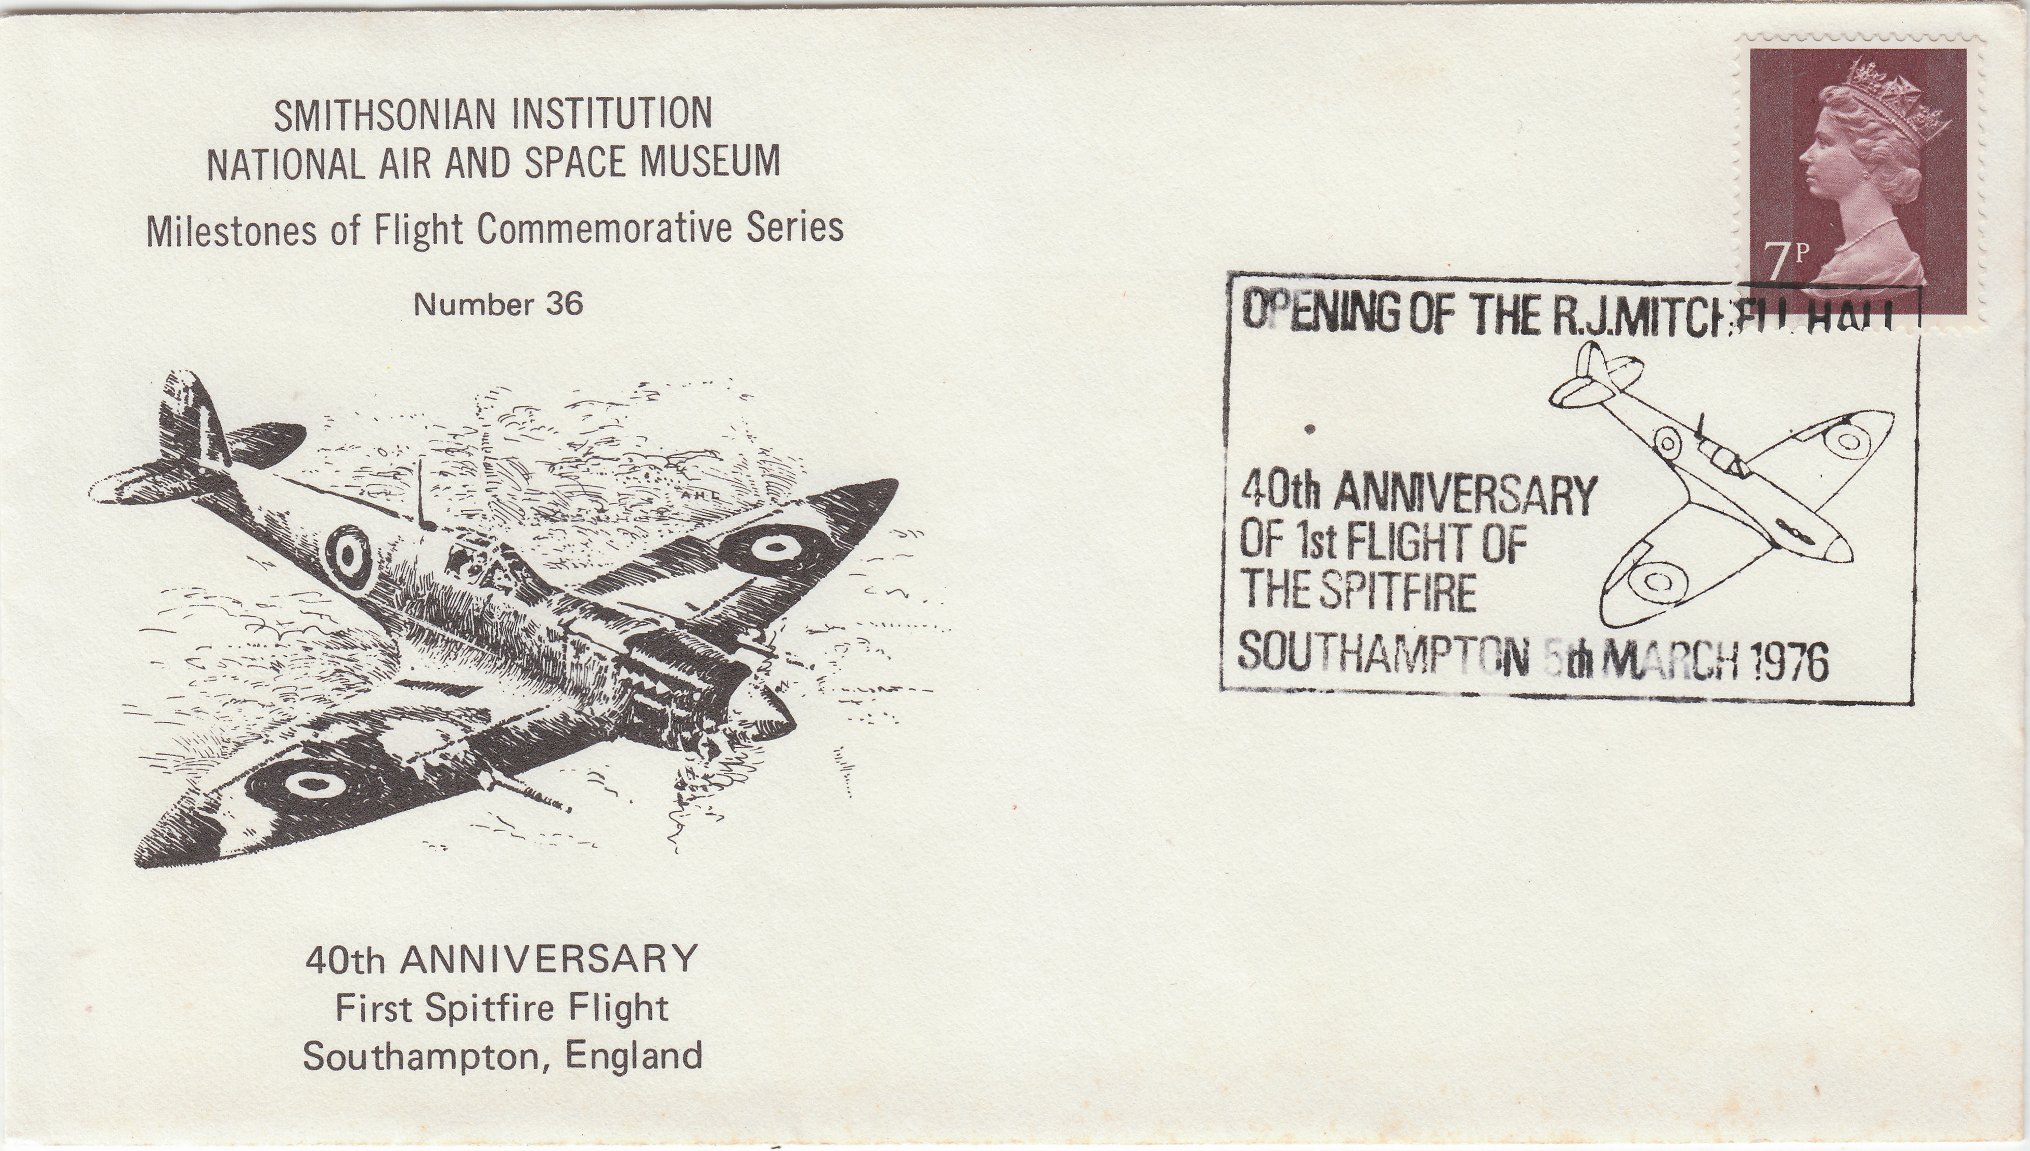 SMITHSONIAN INSTITUTION
NATIONAL AIR AND SPACE MUSEUM
Milestones of Flight Commemorative Series
Number 36
A.H.L
40th ANNIVERSARY
First Spitfire Flight
Southampton, England
7P
OPENING OF THE R.J.MITCHELL HALL
40th ANNIVERSARY
OF 1st FLIGHT OF
THE SPITFIRE
SOUTHAMPTON 5th MARCH 1976